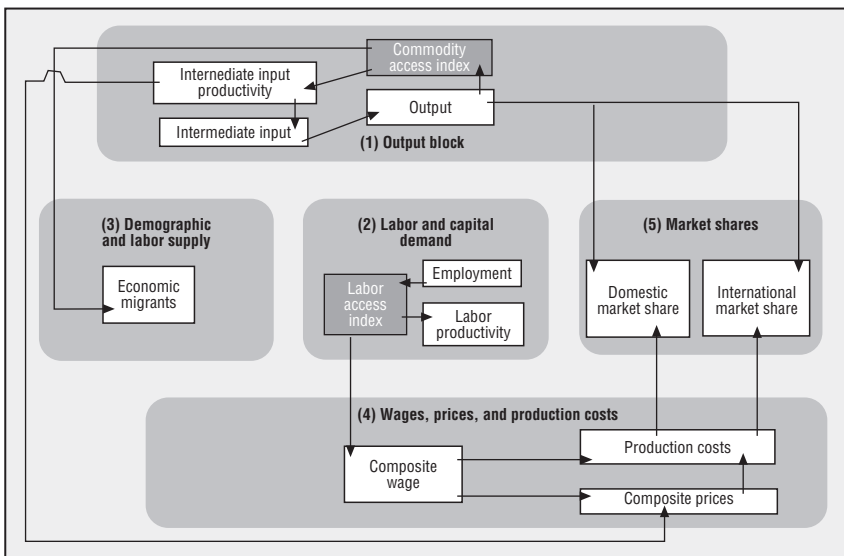 Commodity
access index
Internediate input
productivity
Output
Intermediate input
(1) Output block
(3) Demographic
and labor supply
Economic
migrants
(2) Labor and capital
demand
Employment
Labor
access
index
Labor
productivity
(5) Market shares
Domestic
market share
International
market share
(4) Wages, prices, and production costs
Composite
wage
Production costs
Composite prices